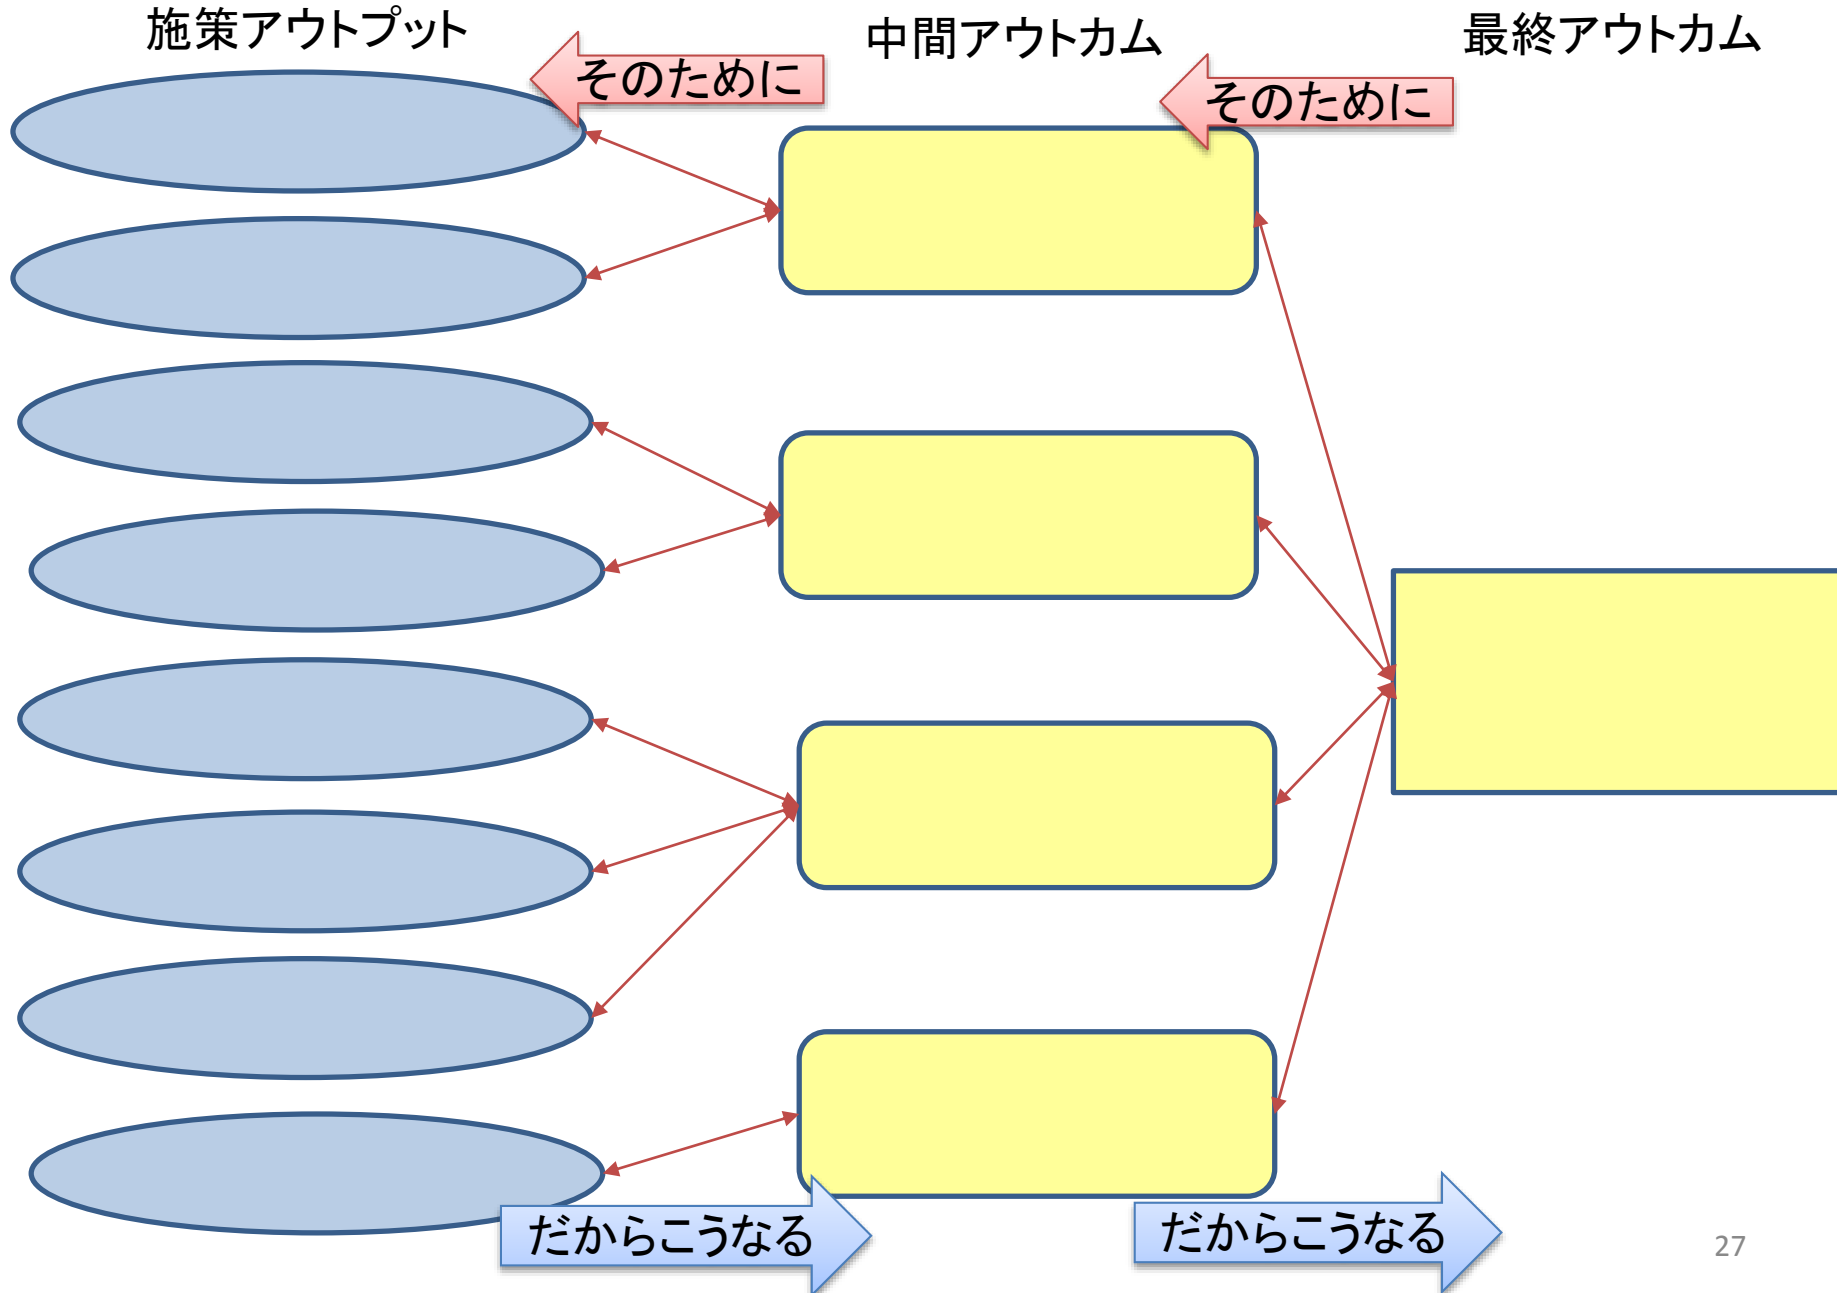 施策アウトプット
中間アウトカム
最終アウトカム
そのために
そのために
だからこうなる
だからこうなる
27